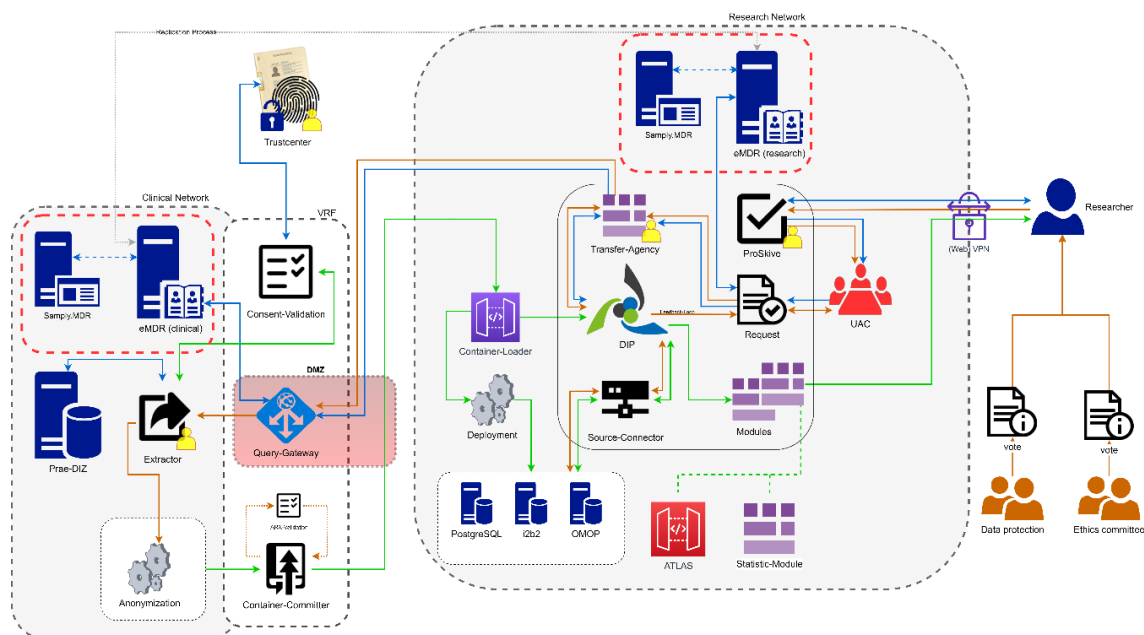 Research Network
Replication Process
Samply.MDR
eMDR (research)
Trustcenter
Clinical Network
VRF
Samply.MDR
eMDR (clinical)
Consent-Validation
Transfer-Agency
ProSkive
(Web) VPN
Researcher
UAC
Container-Loader
DIP
Request
DMZ
Prae-DIZ
Extractor
Query-Gateway
Deployment
Source-Connector
Modules
vote
vote
PostgreSQL
i2b2
OMOP
ATLAS
Statistic-Module
Data protection
Ethics committee
Anonymization
Container-Committer